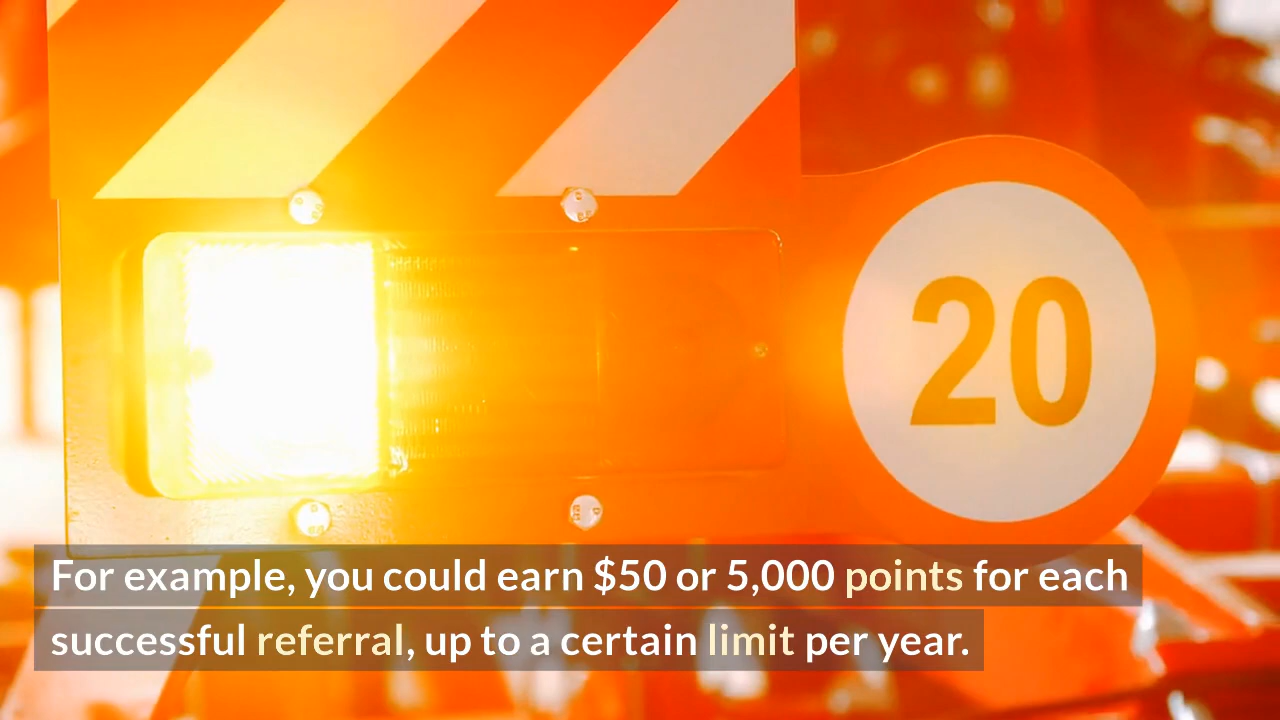 20
For example, you could earn $50 or 5,000 points for each
successful referral, up to a certain limit per year.